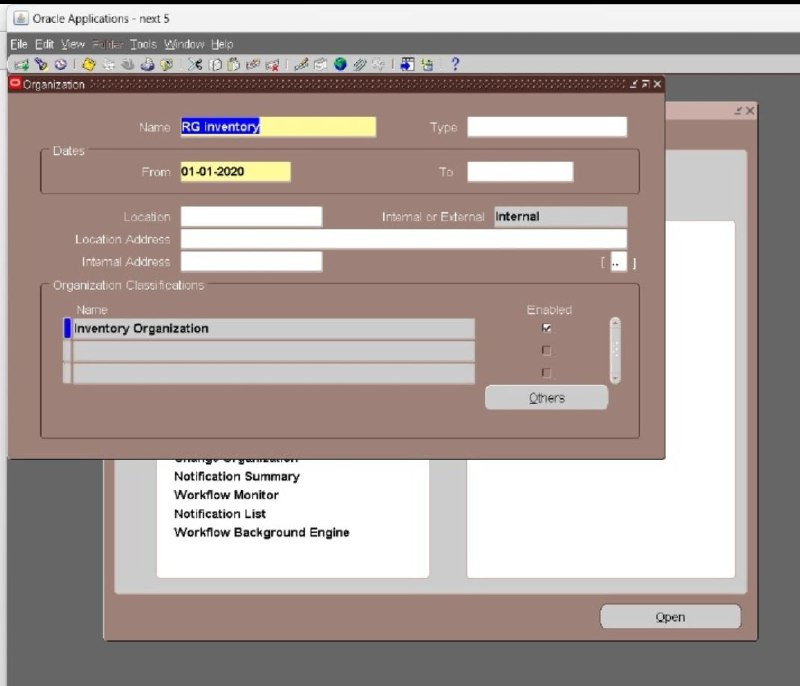 Oracle Applications - next 5
File Edit View Folder Tools Window Help
Organization
Name RG inventory Type
Dates
From 01-01-2020 To
Location Internal or External Internal
Location Address
Internal Address [ .. ]
Organization Classifications
Name Enabled
Inventory Organization
Others
Change Organization
Notification Summary
Workflow Monitor
Notification List
Workflow Background Engine
Open